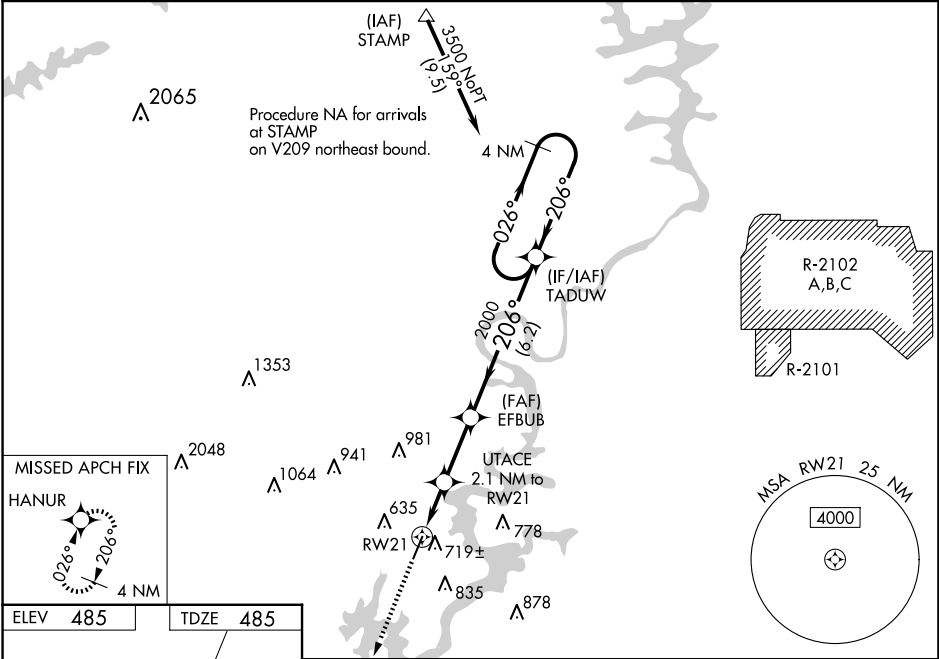 (IAF)
STAMP
3500 NoPT
159°
(9.5)
2065
Procedure NA for arrivals
at STAMP
on V209 northeast bound.
4 NM
026°
206°
(IF/IAF)
TADUW
R-2102
A,B,C
R-2101
2000
206°
(6.2)
1353
(FAF)
EFBUB
2048
1064
941
981
UTACE
2.1 NM to
RW21
635
778
RW21
719±
835
878
MISSED APCH FIX
HANUR
026°
206°
4 NM
MSA RW21 25 NM
4000
ELEV 485
TDZE 485